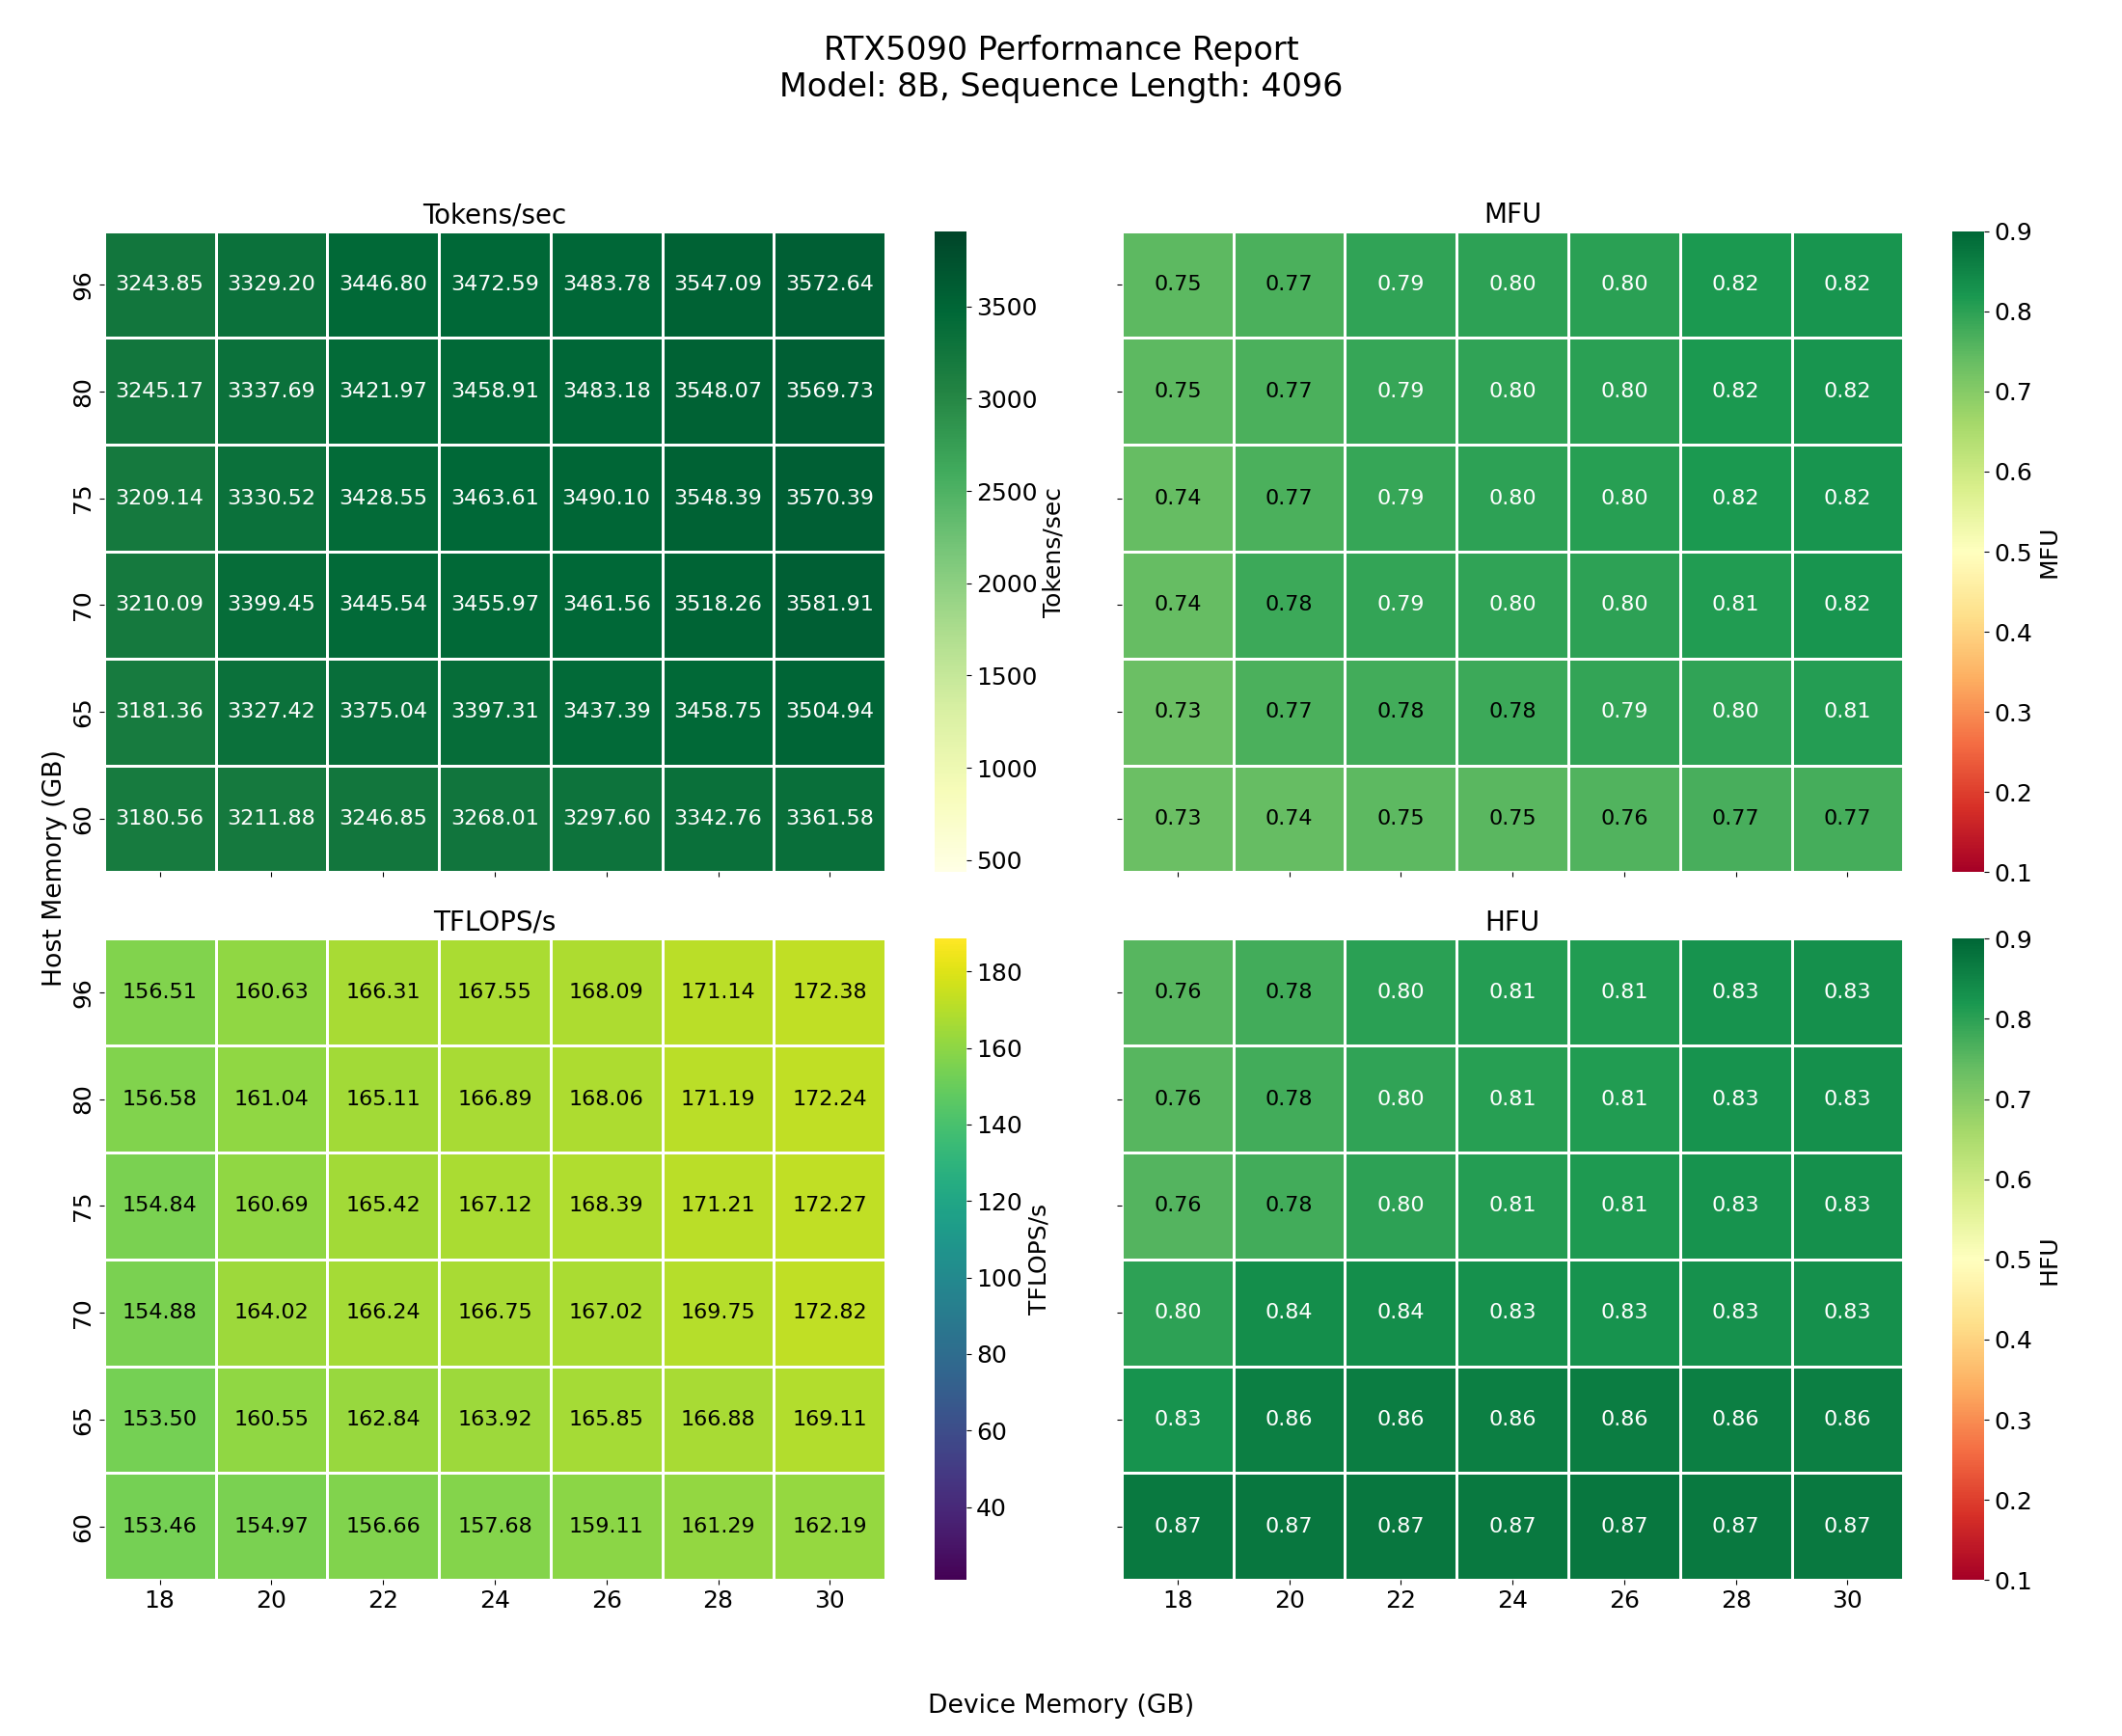 RTX5090 Performance Report
Model: 8B, Sequence Length: 4096
Tokens/sec
96 3243.85 3329.20 3446.80 3472.59 3483.78 3547.09 3572.64
80 3245.17 3337.69 3421.97 3458.91 3483.18 3548.07 3569.73
75 3209.14 3330.52 3428.55 3463.61 3490.10 3548.39 3570.39
70 3210.09 3399.45 3445.54 3455.97 3461.56 3518.26 3581.91
65 3181.36 3327.42 3375.04 3397.31 3437.39 3458.75 3504.94
60 3180.56 3211.88 3246.85 3268.01 3297.60 3342.76 3361.58
3500
3000
2500
2000
1500
1000
500
Tokens/sec
MFU
0.75 0.77 0.79 0.80 0.80 0.82 0.82
0.75 0.77 0.79 0.80 0.80 0.82 0.82
0.74 0.77 0.79 0.80 0.80 0.82 0.82
0.74 0.78 0.79 0.80 0.80 0.81 0.82
0.73 0.77 0.78 0.78 0.79 0.80 0.81
0.73 0.74 0.75 0.75 0.76 0.77 0.77
0.9
0.8
0.7
0.6
0.5
0.4
0.3
0.2
0.1
MFU
Host Memory (GB)
TFLOPS/s
96 156.51 160.63 166.31 167.55 168.09 171.14 172.38
80 156.58 161.04 165.11 166.89 168.06 171.19 172.24
75 154.84 160.69 165.42 167.12 168.39 171.21 172.27
70 154.88 164.02 166.24 166.75 167.02 169.75 172.82
65 153.50 160.55 162.84 163.92 165.85 166.88 169.11
60 153.46 154.97 156.66 157.68 159.11 161.29 162.19
18 20 22 24 26 28 30
180
160
140
120
100
80
60
40
TFLOPS/s
HFU
0.76 0.78 0.80 0.81 0.81 0.83 0.83
0.76 0.78 0.80 0.81 0.81 0.83 0.83
0.76 0.78 0.80 0.81 0.81 0.83 0.83
0.80 0.84 0.84 0.83 0.83 0.83 0.83
0.83 0.86 0.86 0.86 0.86 0.86 0.86
0.87 0.87 0.87 0.87 0.87 0.87 0.87
18 20 22 24 26 28 30
0.9
0.8
0.7
0.6
0.5
0.4
0.3
0.2
0.1
HFU
Device Memory (GB)